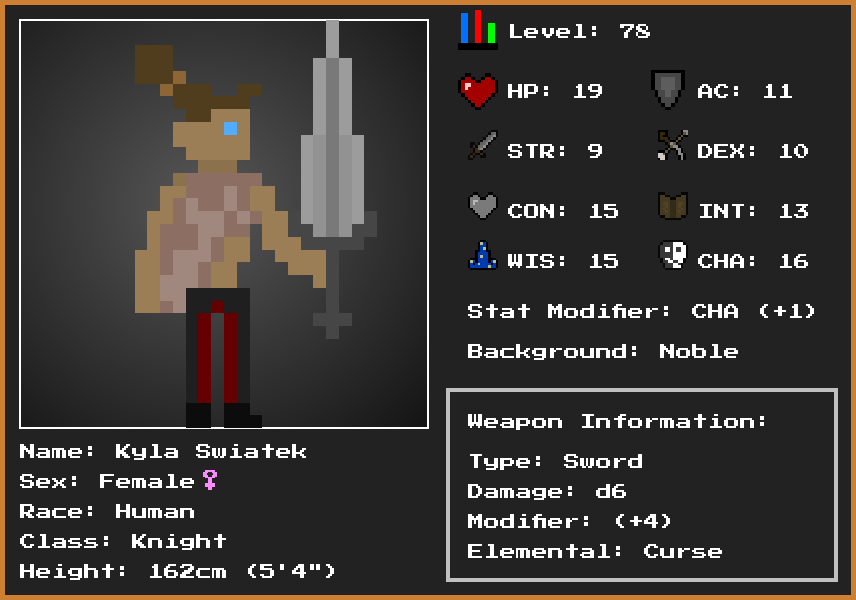 Level: 78
HP: 19
AC: 11
STR: 9
DEX: 10
CON: 15
INT: 13
WIS: 15
CHA: 16
Stat Modifier: CHA (+1)
Background: Noble
Weapon Information:
Type: Sword
Damage: d6
Modifier: (+4)
Elemental: Curse
Name: Kyla Swiatek
Sex: Female♀
Race: Human
Class: Knight
Height: 162cm (5'4")